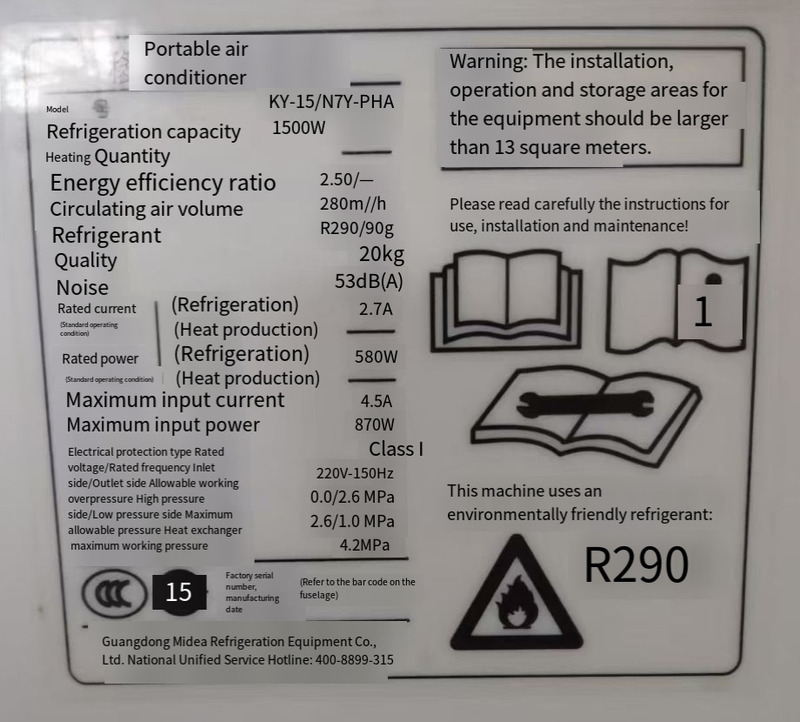 Portable air
conditioner
Model KY-15/N7Y-PHA
Refrigeration capacity 1500W
Heating Quantity
Energy efficiency ratio 2.50/—
Circulating air volume 280m//h
Refrigerant R290/90g
Quality 20kg
Noise 53dB(A)
Rated current (Refrigeration) 2.7A
(Standard operating
condition) (Heat production)
Rated power (Refrigeration) 580W
(Standard operating condition) (Heat production)
Maximum input current 4.5A
Maximum input power 870W
Electrical protection type Rated Class I
voltage/Rated frequency Inlet 220V-150Hz
side/Outlet side Allowable working
overpressure High pressure 0.0/2.6 MPa
side/Low pressure side Maximum 2.6/1.0 MPa
allowable pressure Heat exchanger
maximum working pressure 4.2MPa
CCC
15
Factory serial
number,
manufacturing
date
(Refer to the bar code on the
fuselage)
Guangdong Midea Refrigeration Equipment Co.,
Ltd. National Unified Service Hotline: 400-8899-315
Warning: The installation,
operation and storage areas for
the equipment should be larger
than 13 square meters.
Please read carefully the instructions for
use, installation and maintenance!
1
This machine uses an
environmentally friendly refrigerant:
R290